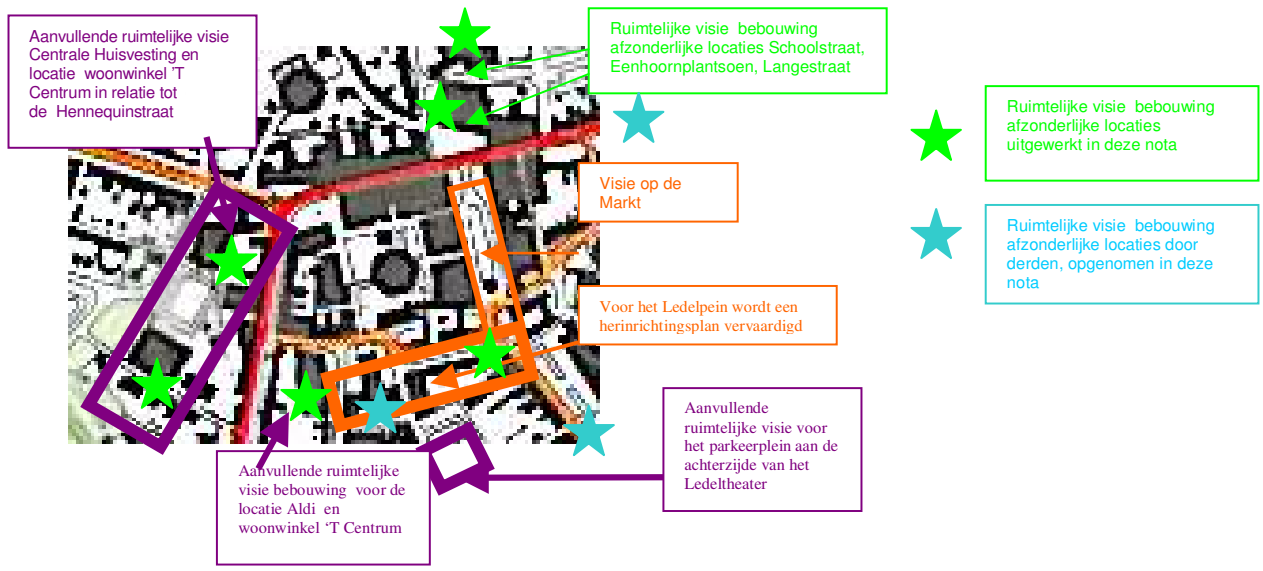 Aanvullende ruimtelijke visie
Centrale Huisvesting en
locatie woonwinkel 'T
Centrum in relatie tot
de Hennequinstraat
Ruimtelijke visie bebouwing
afzonderlijke locaties Schoolstraat,
Eenhoornplantsoen, Langestraat
Ruimtelijke visie bebouwing
afzonderlijke locaties
uitgewerkt in deze nota
Visie op de
Markt
Ruimtelijke visie bebouwing
afzonderlijke locaties door
derden, opgenomen in deze
nota
Voor het Ledelpein wordt een
herinrichtingsplan vervaardigd
Aanvullende
ruimtelijke visie voor
het parkeerplein aan de
achterzijde van het
Ledeltheater
Aanvullende ruimtelijke
visie bebouwing voor de
locatie Aldi en
woonwinkel 'T Centrum